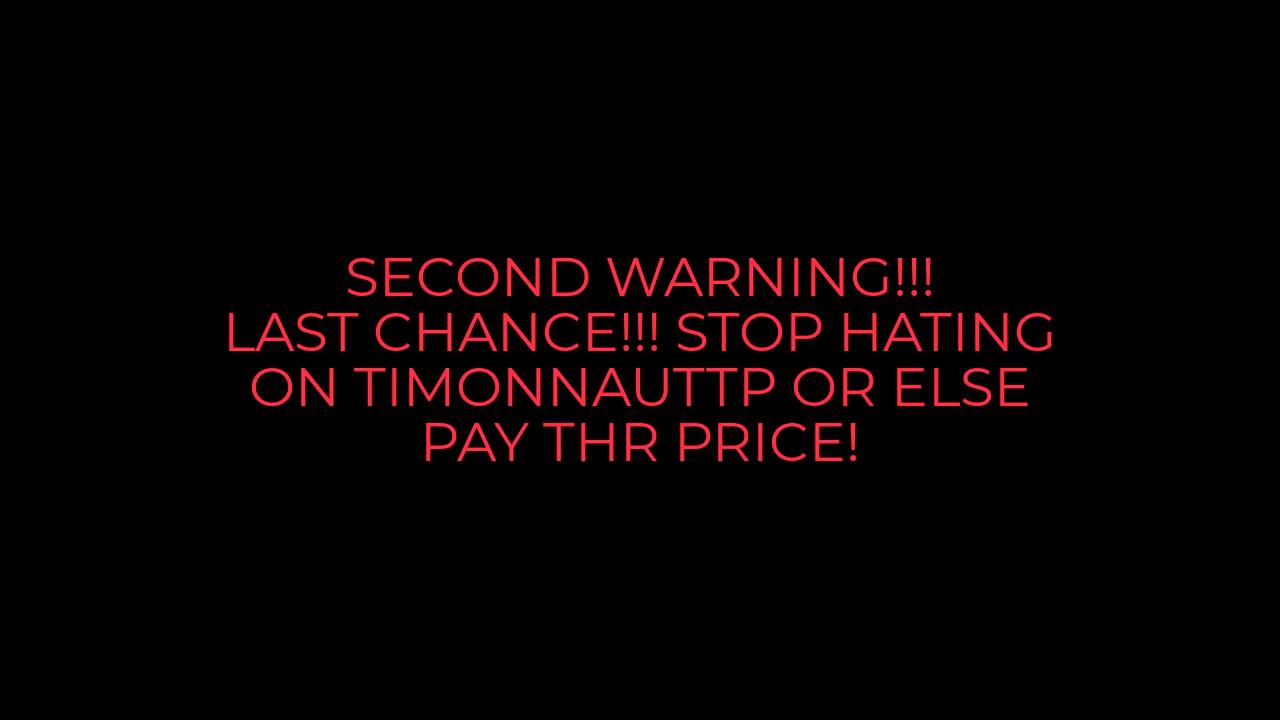 SECOND WARNING!!!
LAST CHANCE!!! STOP HATING
ON TIMONNAUTTP OR ELSE
PAY THR PRICE!